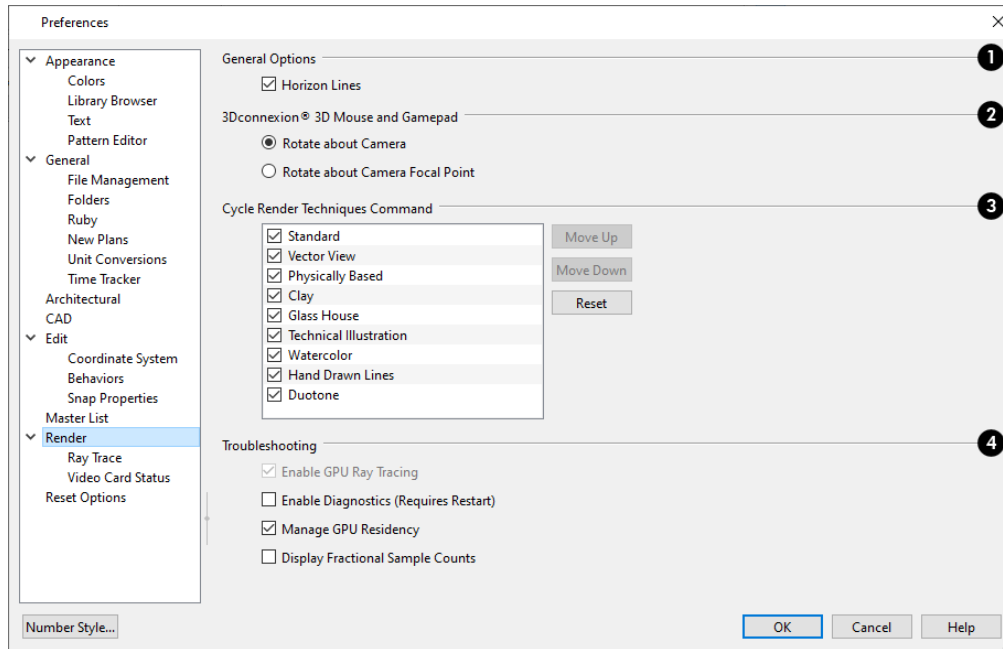 Preferences
Appearance
Colors
Library Browser
Text
Pattern Editor
General
File Management
Folders
Ruby
New Plans
Unit Conversions
Time Tracker
Architectural
CAD
Edit
Coordinate System
Behaviors
Snap Properties
Master List
Render
Ray Trace
Video Card Status
Reset Options
General Options
1
Horizon Lines
3Dconnexion® 3D Mouse and Gamepad
2
Rotate about Camera
Rotate about Camera Focal Point
Cycle Render Techniques Command
3
Standard
Vector View
Physically Based
Clay
Glass House
Technical Illustration
Watercolor
Hand Drawn Lines
Duotone
Move Up
Move Down
Reset
Troubleshooting
4
Enable GPU Ray Tracing
Enable Diagnostics (Requires Restart)
Manage GPU Residency
Display Fractional Sample Counts
Number Style...
OK
Cancel
Help